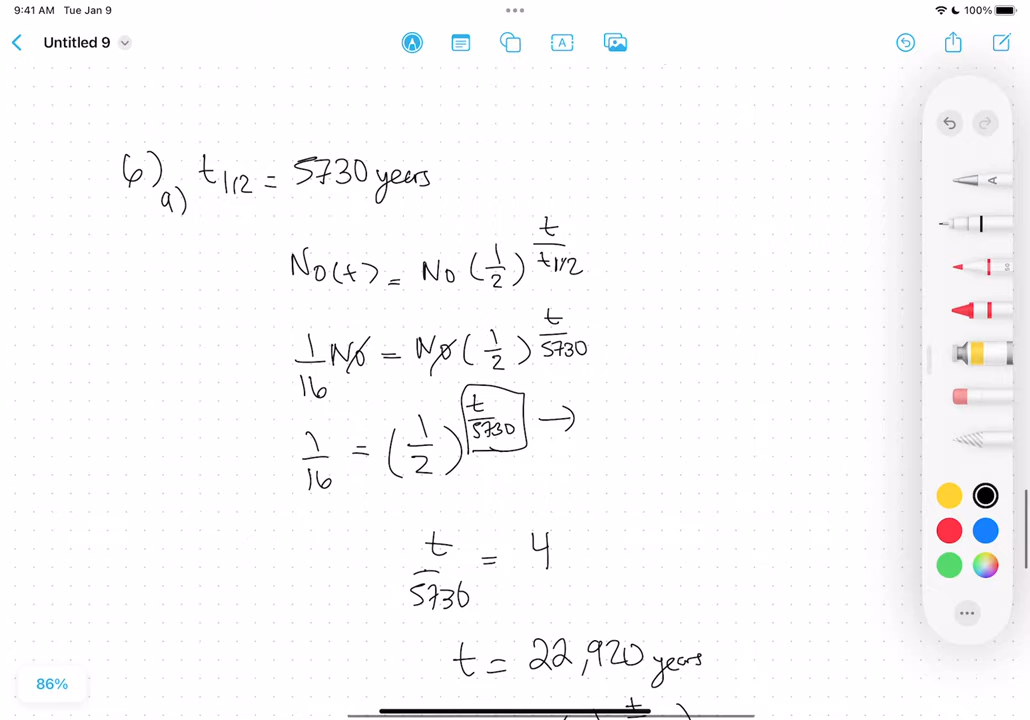 9:41 AM Tue Jan 9
100%
Untitled 9
6) a) t1/2 = 5730 years
N0(t) = N0 (1/2)^(t/t1/2)
1/16 N0 = N0 (1/2)^(t/5730)
1/16 = (1/2)^(t/5730) →
t/5730 = 4
t = 22,920 years
86%